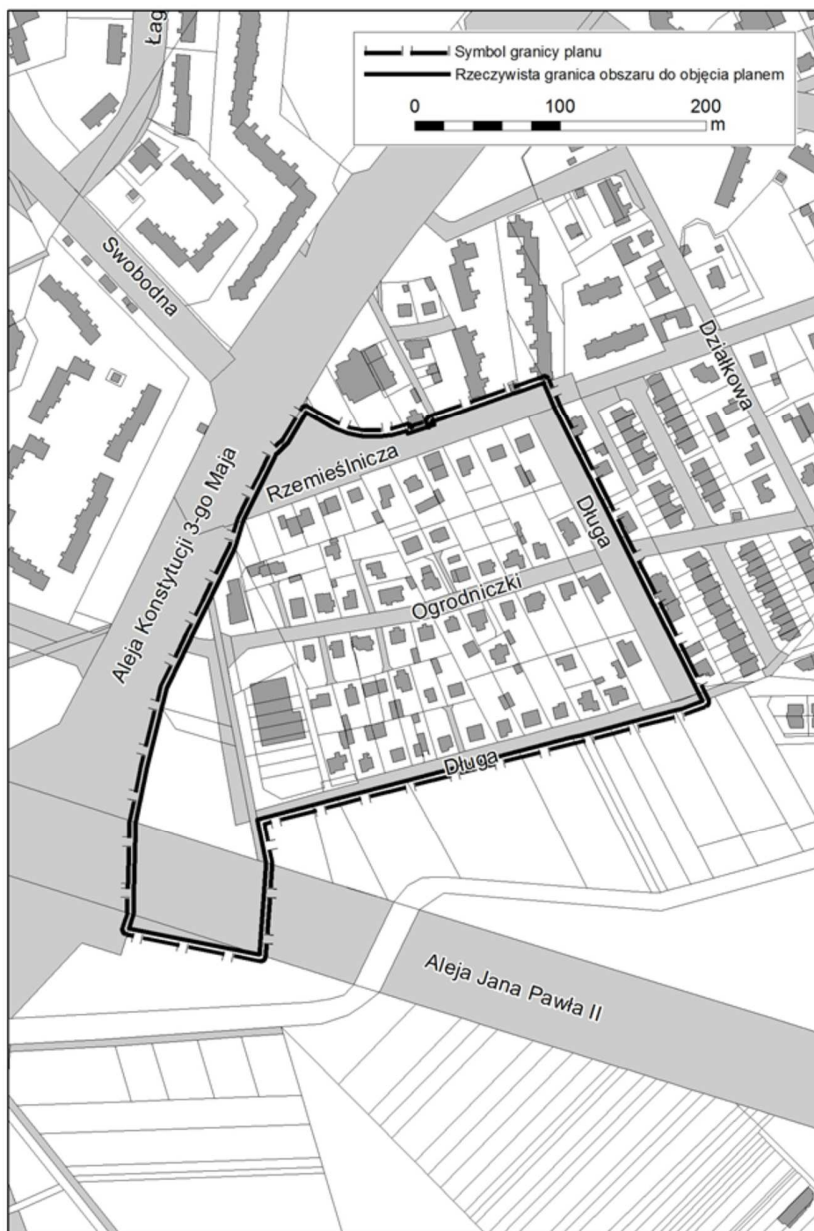 Łag
Symbol granicy planu
Rzeczywista granica obszaru do objęcia planem
0 100 200
m
Swobodna
Działkowa
Aleja Konstytucji 3-go Maja
Rzemieślnicza
Długa
Ogrodniczki
Długa
Aleja Jana Pawła II